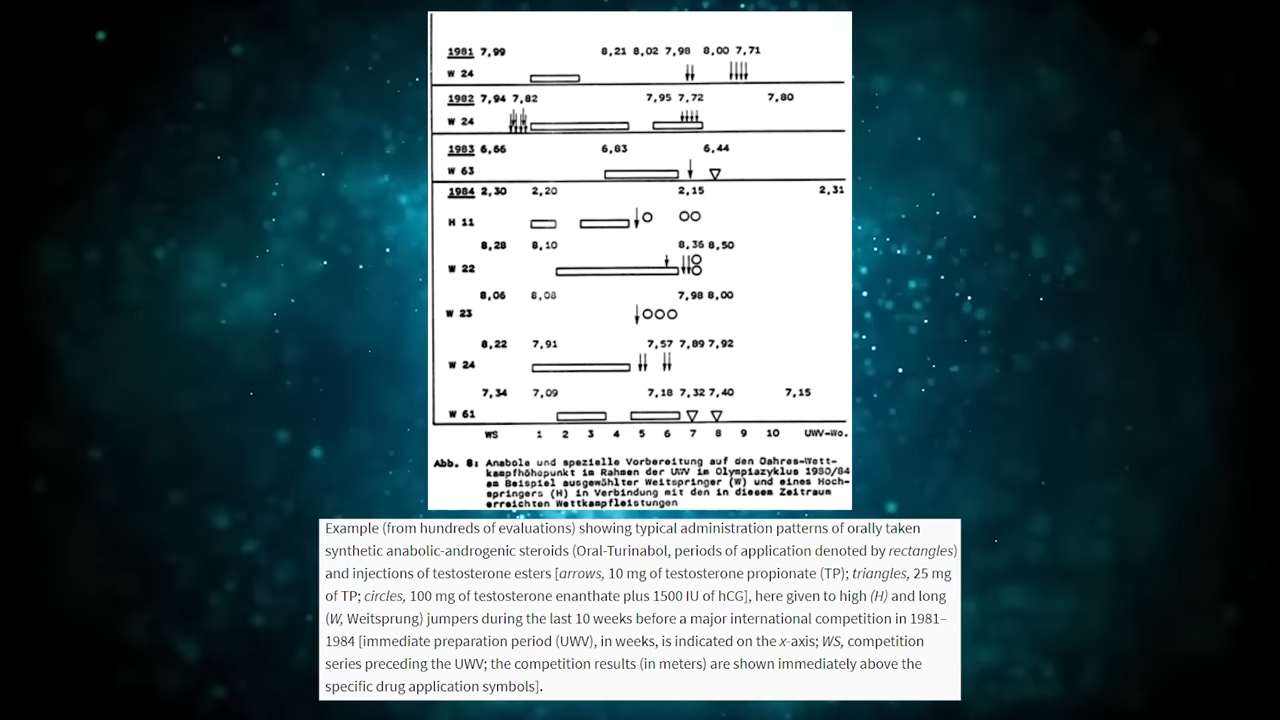 1981 7,99 8,21 8,02 7,98 8,00 7,71
W 24
1982 7,94 7,82 7,95 7,72 7,80
W 24
1983 6,66 6,83 6,44
W 63
1984 2,30 2,20 2,15 2,31
H 11
8,28 8,10 8,36 8,50
W 22
8,06 8,08 7,98 8,00
W 23
8,22 7,91 7,57 7,89 7,92
W 24
7,34 7,09 7,18 7,32 7,40 7,15
W 61
WS 1 2 3 4 5 6 7 8 9 10 UWV-Wo.
Abb. 8: Anabole und spezielle Vorbereitung auf den Jahres-Wett-
kampfhöhepunkt im Rahmen der UWV im Olympiazyklus 1980/84
am Beispiel ausgewählter Weitspringer (W) und eines Hoch-
springers (H) in Verbindung mit den in diesem Zeitraum
erreichten Wettkampfleistungen
Example (from hundreds of evaluations) showing typical administration patterns of orally taken
synthetic anabolic-androgenic steroids (Oral-Turinabol, periods of application denoted by rectangles)
and injections of testosterone esters [arrows, 10 mg of testosterone propionate (TP); triangles, 25 mg
of TP; circles, 100 mg of testosterone enanthate plus 1500 IU of hCG], here given to high (H) and long
(W, Weitsprung) jumpers during the last 10 weeks before a major international competition in 1981–
1984 [immediate preparation period (UWV), in weeks, is indicated on the x-axis; WS, competition
series preceding the UWV; the competition results (in meters) are shown immediately above the
specific drug application symbols].